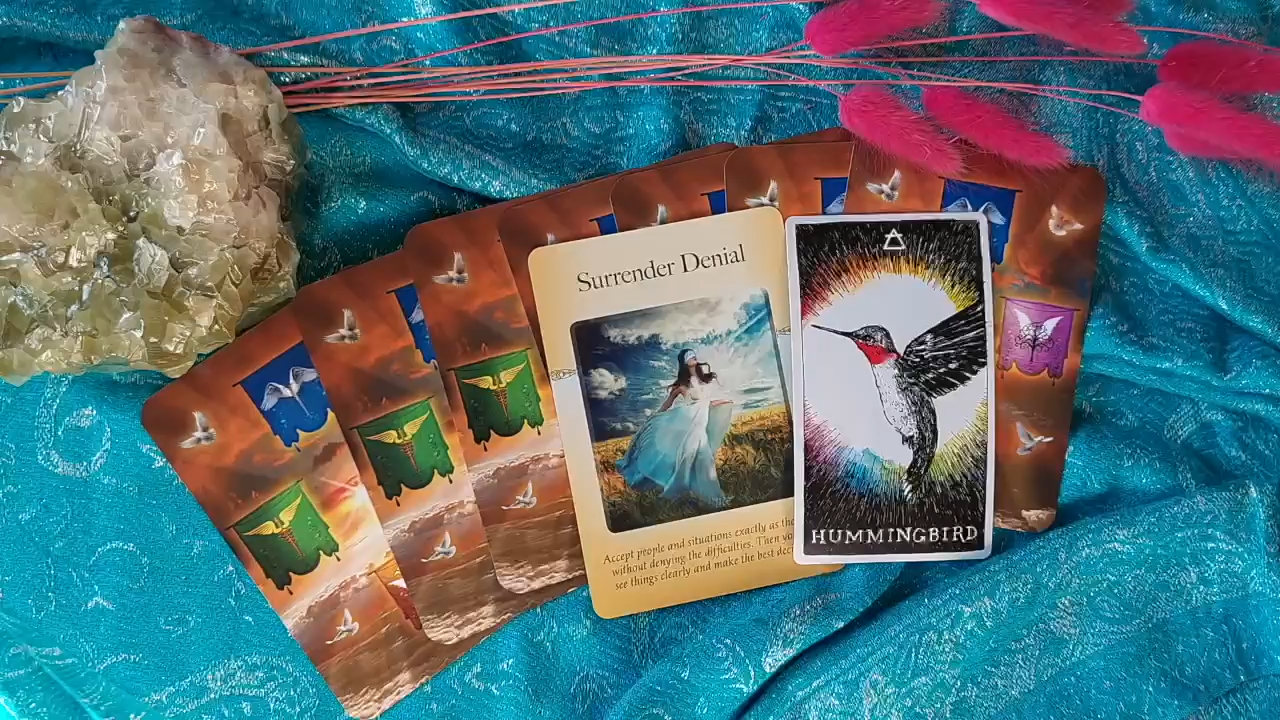 Surrender Denial
Accept people and situations exactly as the
without denying the difficulties. Then yo
see things clearly and make the best dec
HUMMINGBIRD